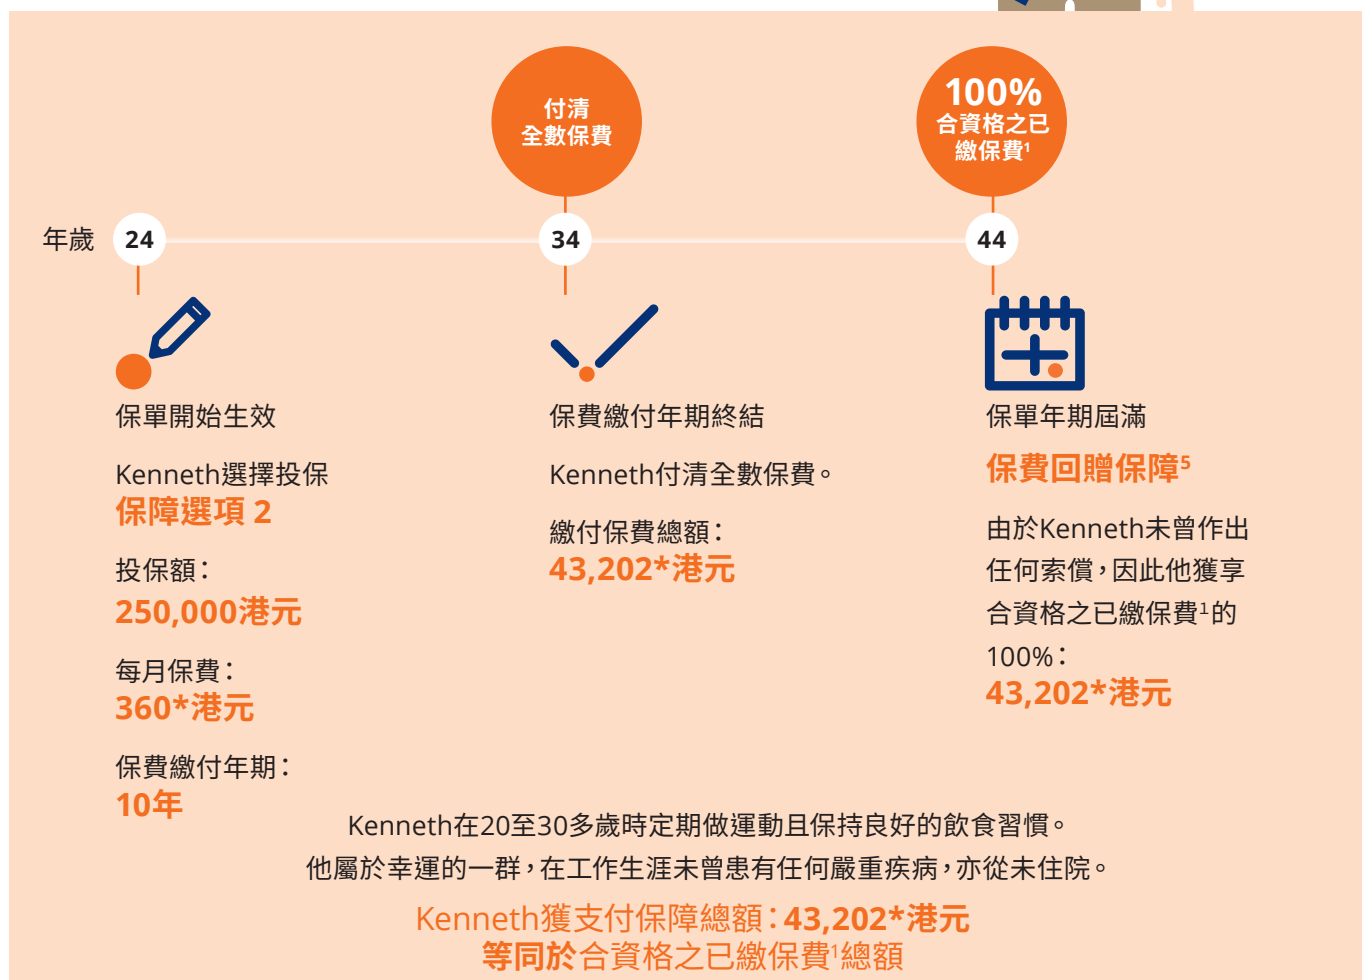 付清
全數保費
100%
合資格之已
繳保費¹
年歲
24
34
44
保單開始生效
Kenneth選擇投保
保障選項 2
投保額：
250,000港元
每月保費：
360*港元
保費繳付年期：
10年
保費繳付年期終結
Kenneth付清全數保費。
繳付保費總額：
43,202*港元
保單年期屆滿
保費回贈保障⁵
由於Kenneth未曾作出
任何索償，因此他獲享
合資格之已繳保費¹的
100%：
43,202*港元
Kenneth在20至30多歲時定期做運動且保持良好的飲食習慣。
他屬於幸運的一群，在工作生涯未曾患有任何嚴重疾病，亦從未住院。
Kenneth獲支付保障總額：43,202*港元
等同於合資格之已繳保費¹總額